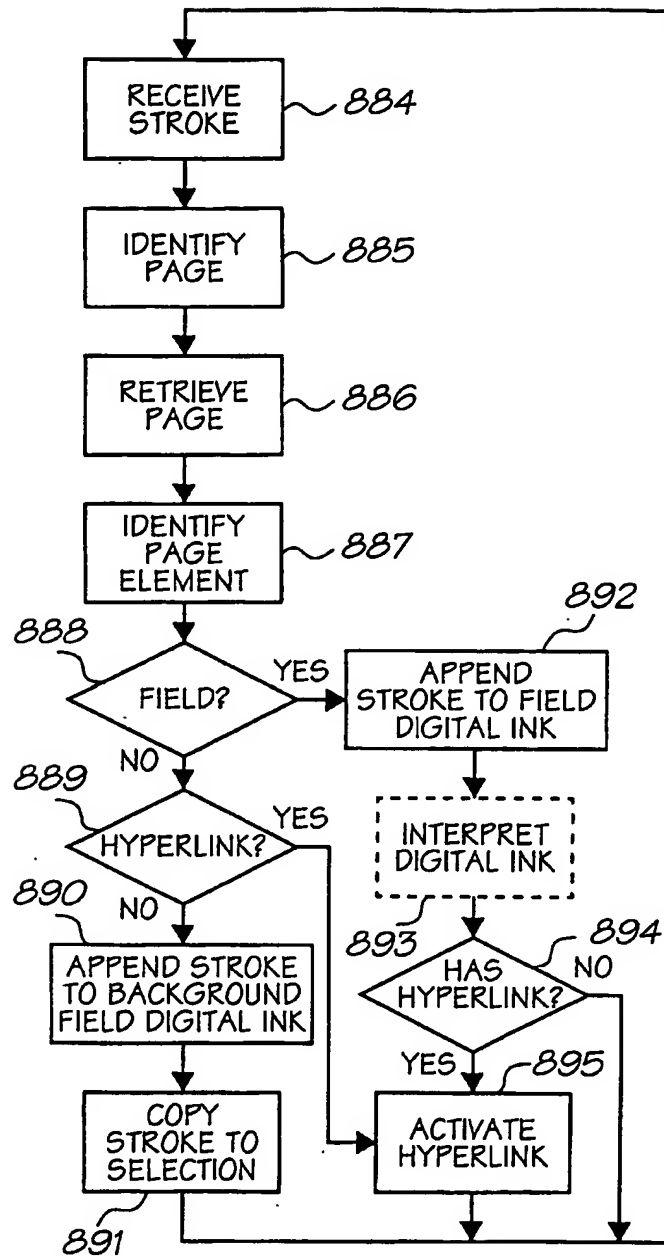 RECEIVE
STROKE
884
IDENTIFY
PAGE
885
RETRIEVE
PAGE
886
IDENTIFY
PAGE
ELEMENT
887
888
FIELD?
YES
NO
892
APPEND
STROKE TO FIELD
DIGITAL INK
889
HYPERLINK?
YES
NO
INTERPRET
DIGITAL INK
893
890
APPEND STROKE
TO BACKGROUND
FIELD DIGITAL INK
894
HAS
HYPERLINK?
NO
YES
895
COPY
STROKE TO
SELECTION
891
ACTIVATE
HYPERLINK